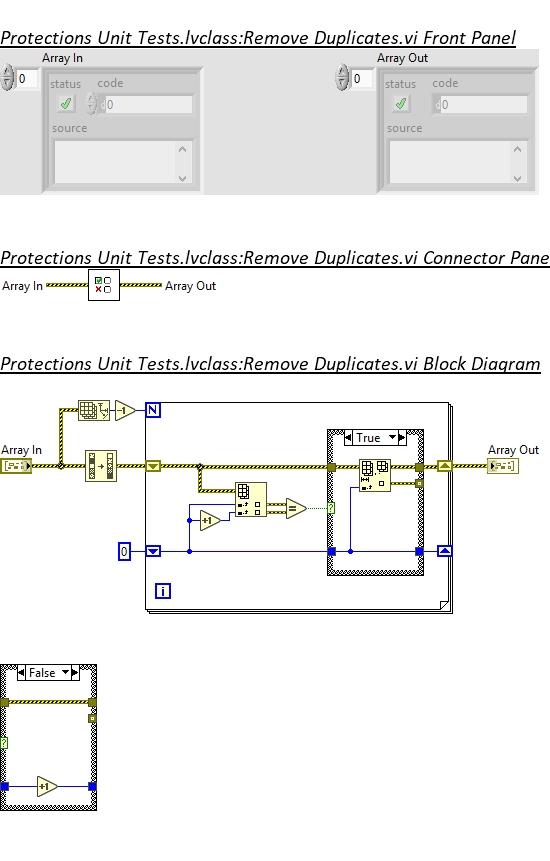 Protections Unit Tests.lvclass:Remove Duplicates.vi Front Panel
Array In
Array Out
0
status
code
0
source
0
status
code
0
source
Protections Unit Tests.lvclass:Remove Duplicates.vi Connector Pane
Array In
Array Out
Protections Unit Tests.lvclass:Remove Duplicates.vi Block Diagram
-1
N
True
Array In
Array Out
+1
=
?
0
i
False
?
+1